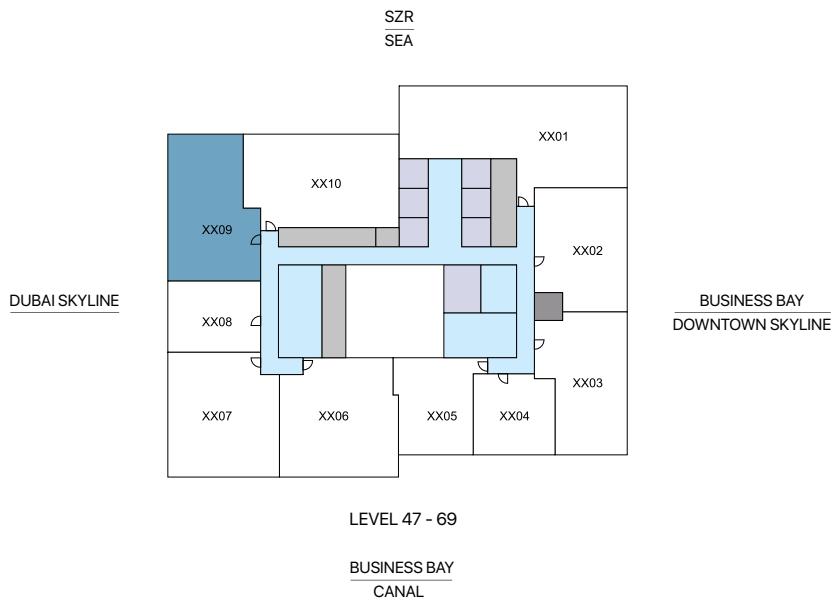 SZR
SEA
XX01
XX10
XX09
XX02
DUBAI SKYLINE
BUSINESS BAY
DOWNTOWN SKYLINE
XX08
XX03
XX07
XX06
XX05
XX04
LEVEL 47 - 69
BUSINESS BAY
CANAL